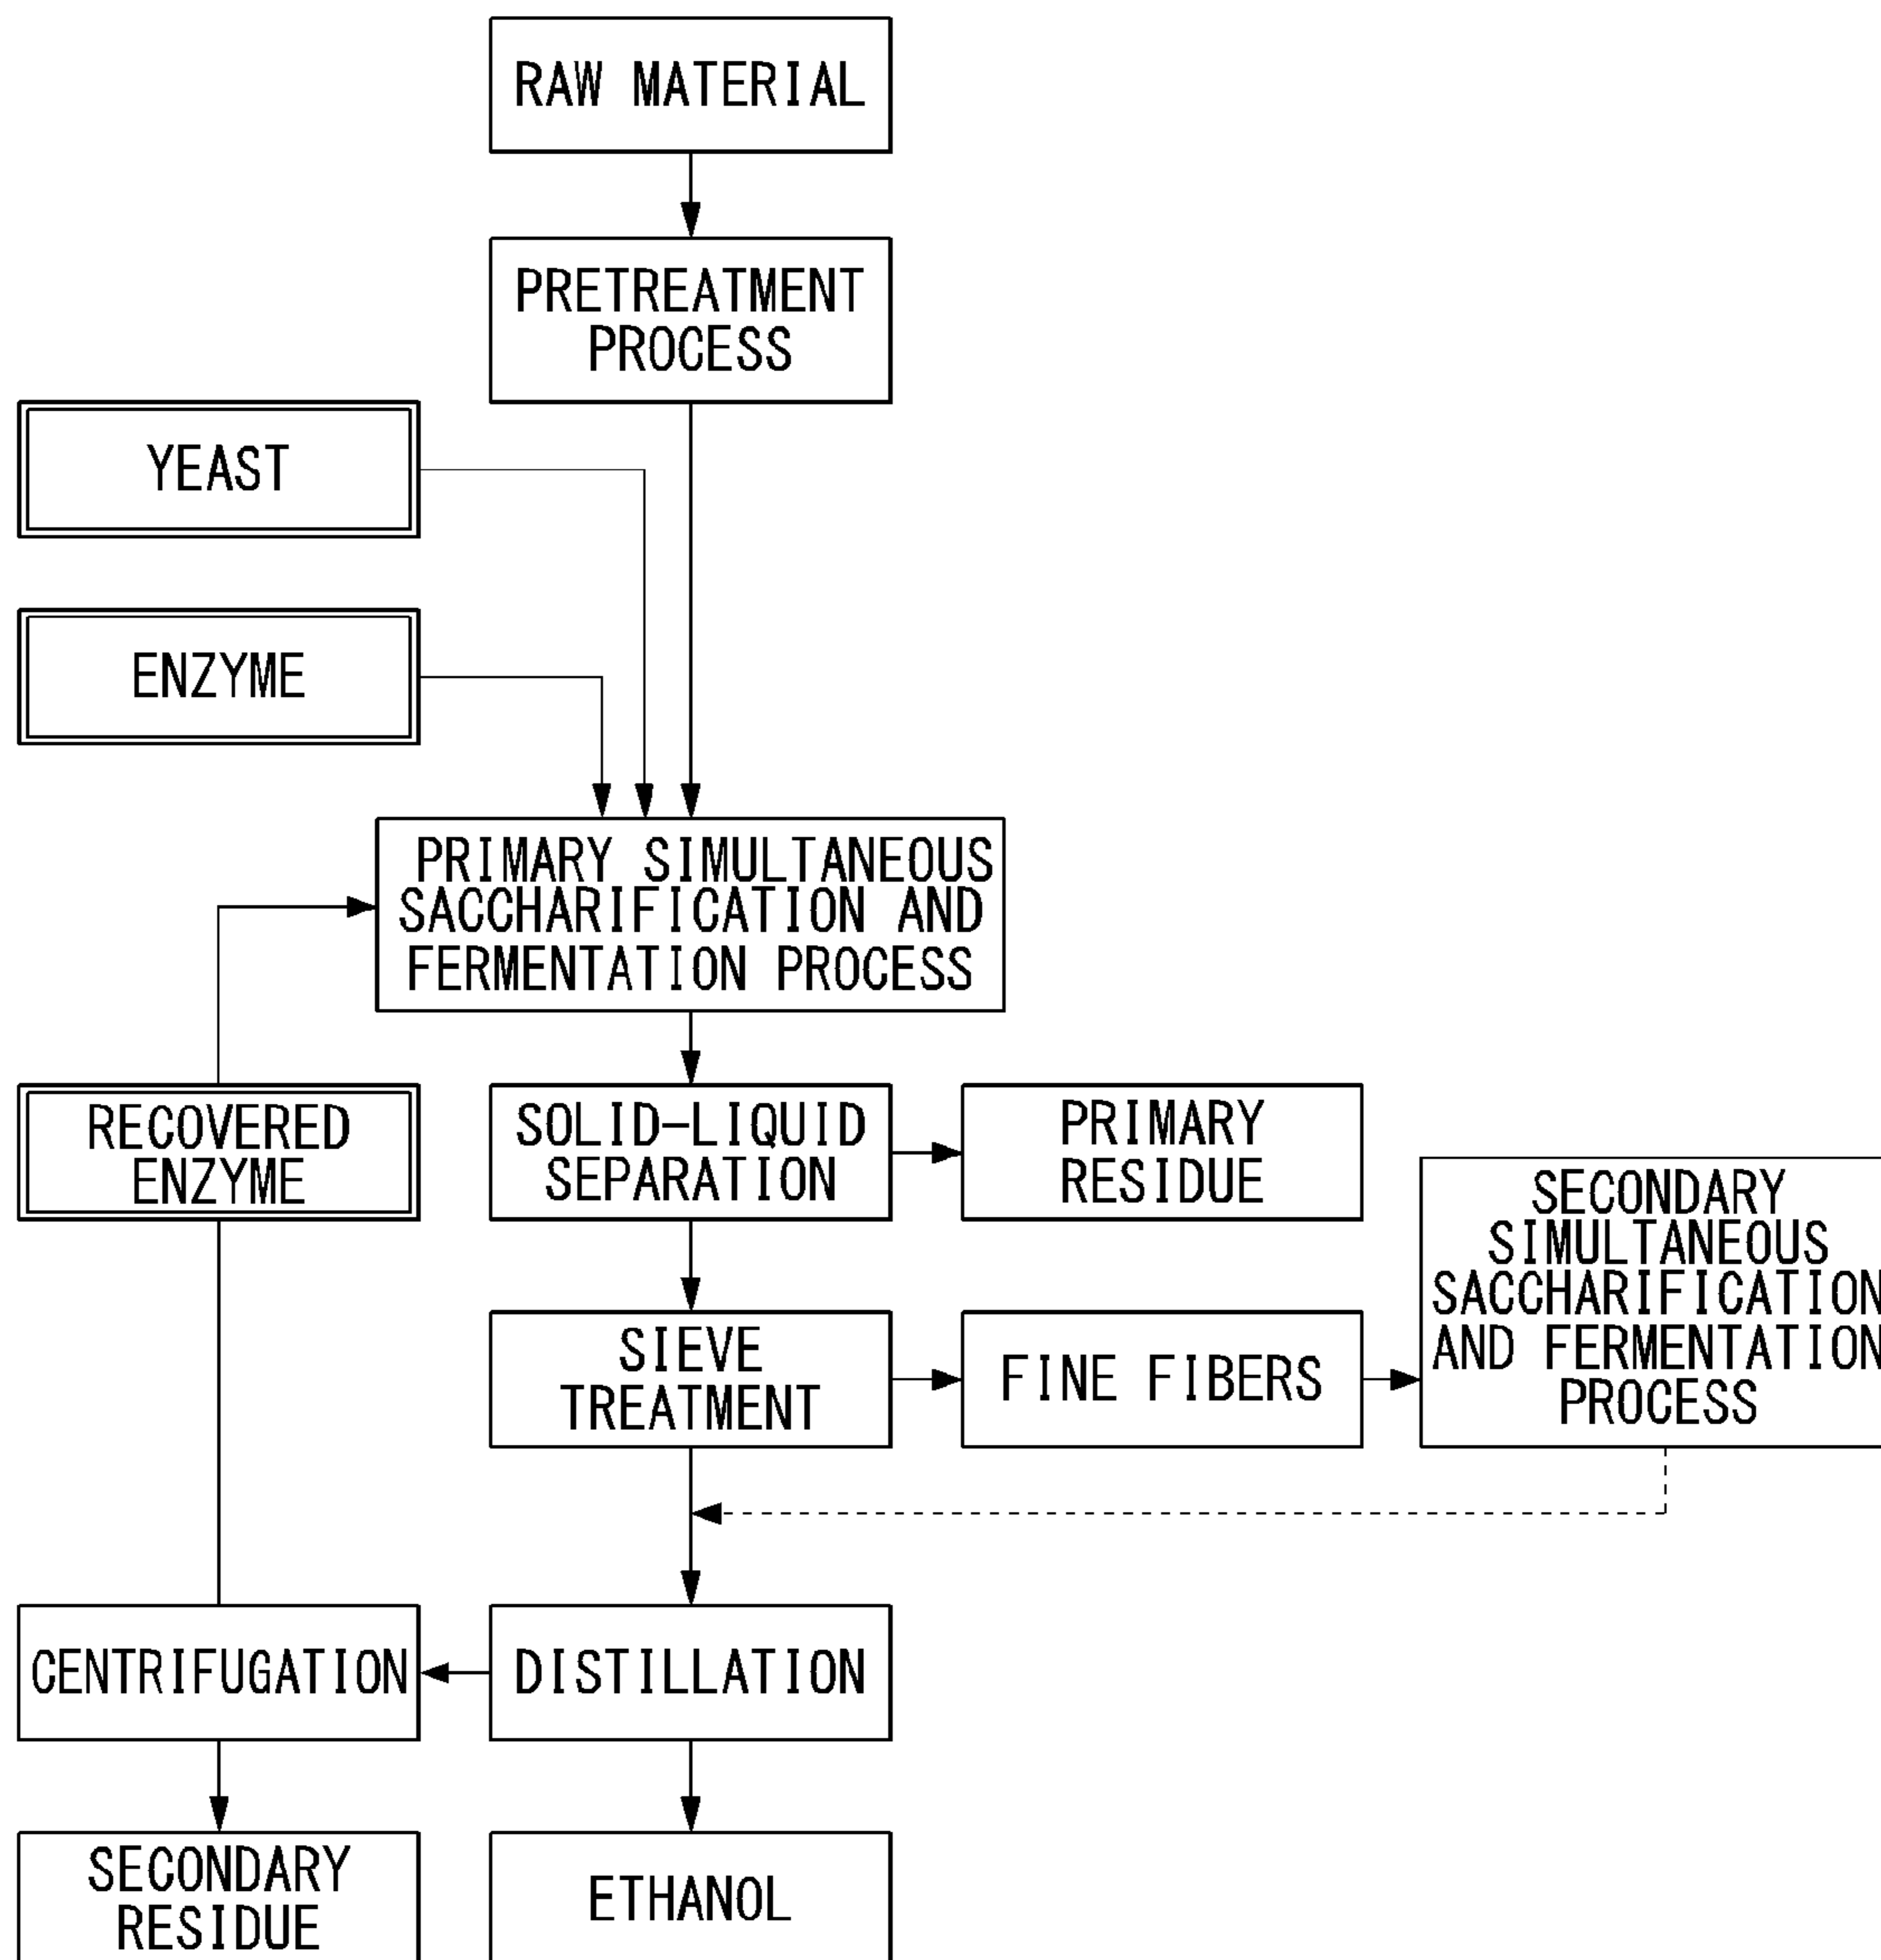 RAW MATERIAL
PRETREATMENT
PROCESS
YEAST
ENZYME
PRIMARY SIMULTANEOUS
SACCHARIFICATION AND
FERMENTATION PROCESS
RECOVERED
ENZYME
SOLID-LIQUID
SEPARATION
PRIMARY
RESIDUE
SECONDARY
SIMULTANEOUS
SACCHARIFICATION
AND FERMENTATION
PROCESS
SIEVE
TREATMENT
FINE FIBERS
CENTRIFUGATION
DISTILLATION
SECONDARY
RESIDUE
ETHANOL